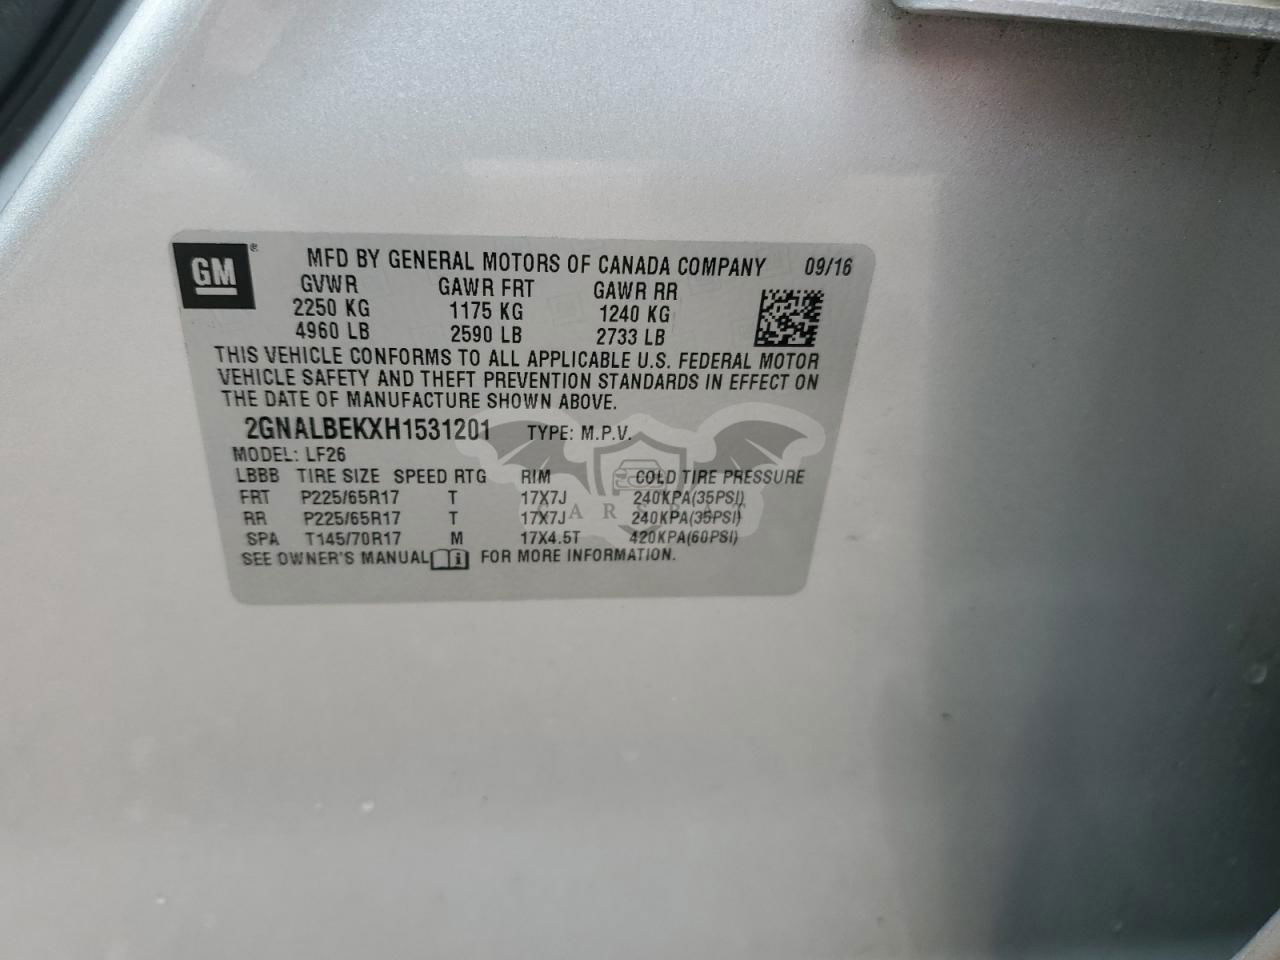 GM ® MFD BY GENERAL MOTORS OF CANADA COMPANY 09/16
GVWR GAWR FRT GAWR RR
2250 KG 1175 KG 1240 KG
4960 LB 2590 LB 2733 LB
THIS VEHICLE CONFORMS TO ALL APPLICABLE U.S. FEDERAL MOTOR
VEHICLE SAFETY AND THEFT PREVENTION STANDARDS IN EFFECT ON
THE DATE OF MANUFACTURE SHOWN ABOVE.
2GNALBEKXH1531201 TYPE: M.P.V.
MODEL: LF26
LBBB TIRE SIZE SPEED RTG RIM COLD TIRE PRESSURE
FRT P225/65R17 T 17X7J 240KPA(35PSI)
RR P225/65R17 T 17X7J 240KPA(35PSI)
SPA T145/70R17 M 17X4.5T 420KPA(60PSI)
SEE OWNER'S MANUAL i FOR MORE INFORMATION.
CARSBAT